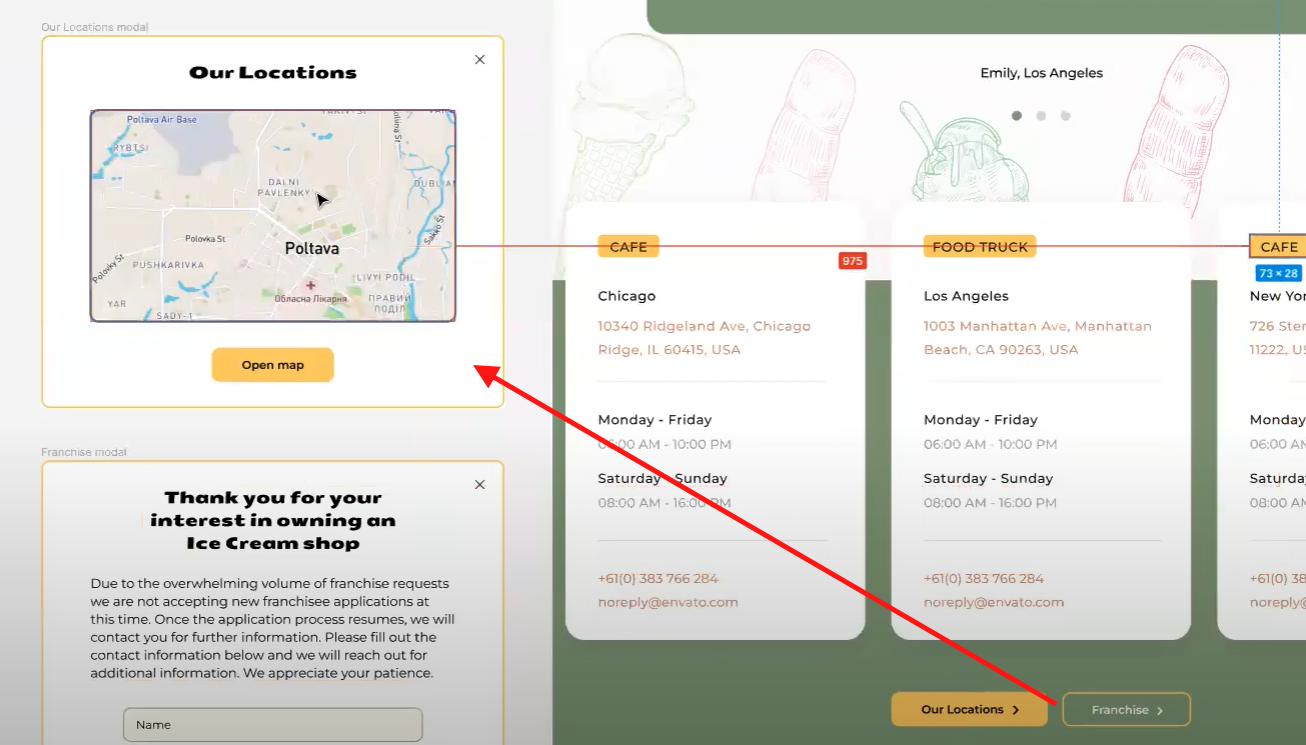 Our Locations modal
Our Locations
Poltava Air Base
RYBTSI
DALNI
PAVLENKY
Polovka St
Poltava
PUSHKARIVKA
Polovky St
LIVYI PODIL
Обласна Лікарня
ПРАВИЙ
ПОДІЛ
YAR
SADY-1
Sakko St
DUBLIAN
Open map
Franchise modal
Thank you for your
interest in owning an
Ice Cream shop
Due to the overwhelming volume of franchise requests
we are not accepting new franchisee applications at
this time. Once the application process resumes, we will
contact you for further information. Please fill out the
contact information below and we will reach out for
additional information. We appreciate your patience.
Name
Emily, Los Angeles
CAFE
975
Chicago
10340 Ridgeland Ave, Chicago
Ridge, IL 60415, USA
Monday - Friday
06:00 AM - 10:00 PM
Saturday - Sunday
08:00 AM - 16:00 PM
+61(0) 383 766 284
noreply@envato.com
FOOD TRUCK
Los Angeles
1003 Manhattan Ave, Manhattan
Beach, CA 90263, USA
Monday - Friday
06:00 AM - 10:00 PM
Saturday - Sunday
08:00 AM - 16:00 PM
+61(0) 383 766 284
noreply@envato.com
CAFE
73 × 28
New Yor
726 Ster
11222, US
Monday
06:00 AM
Saturda
08:00 AM
+61(0) 38
noreply@
Our Locations
Franchise